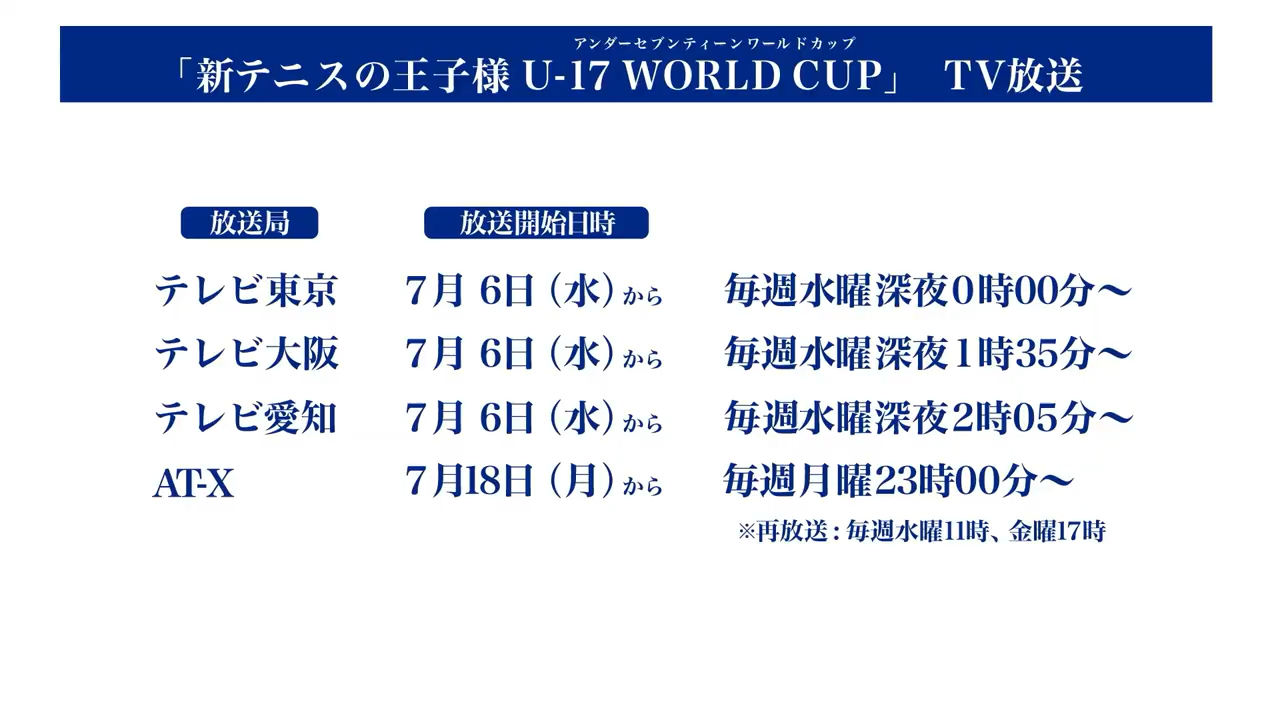 アンダーセブンティーンワールドカップ
「新テニスの王子様 U-17 WORLD CUP」 TV放送
放送局 放送開始日時
テレビ東京 7月 6日（水）から 毎週水曜深夜0時00分〜
テレビ大阪 7月 6日（水）から 毎週水曜深夜1時35分〜
テレビ愛知 7月 6日（水）から 毎週水曜深夜2時05分〜
AT-X 7月18日（月）から 毎週月曜23時00分〜
※再放送：毎週水曜11時、金曜17時